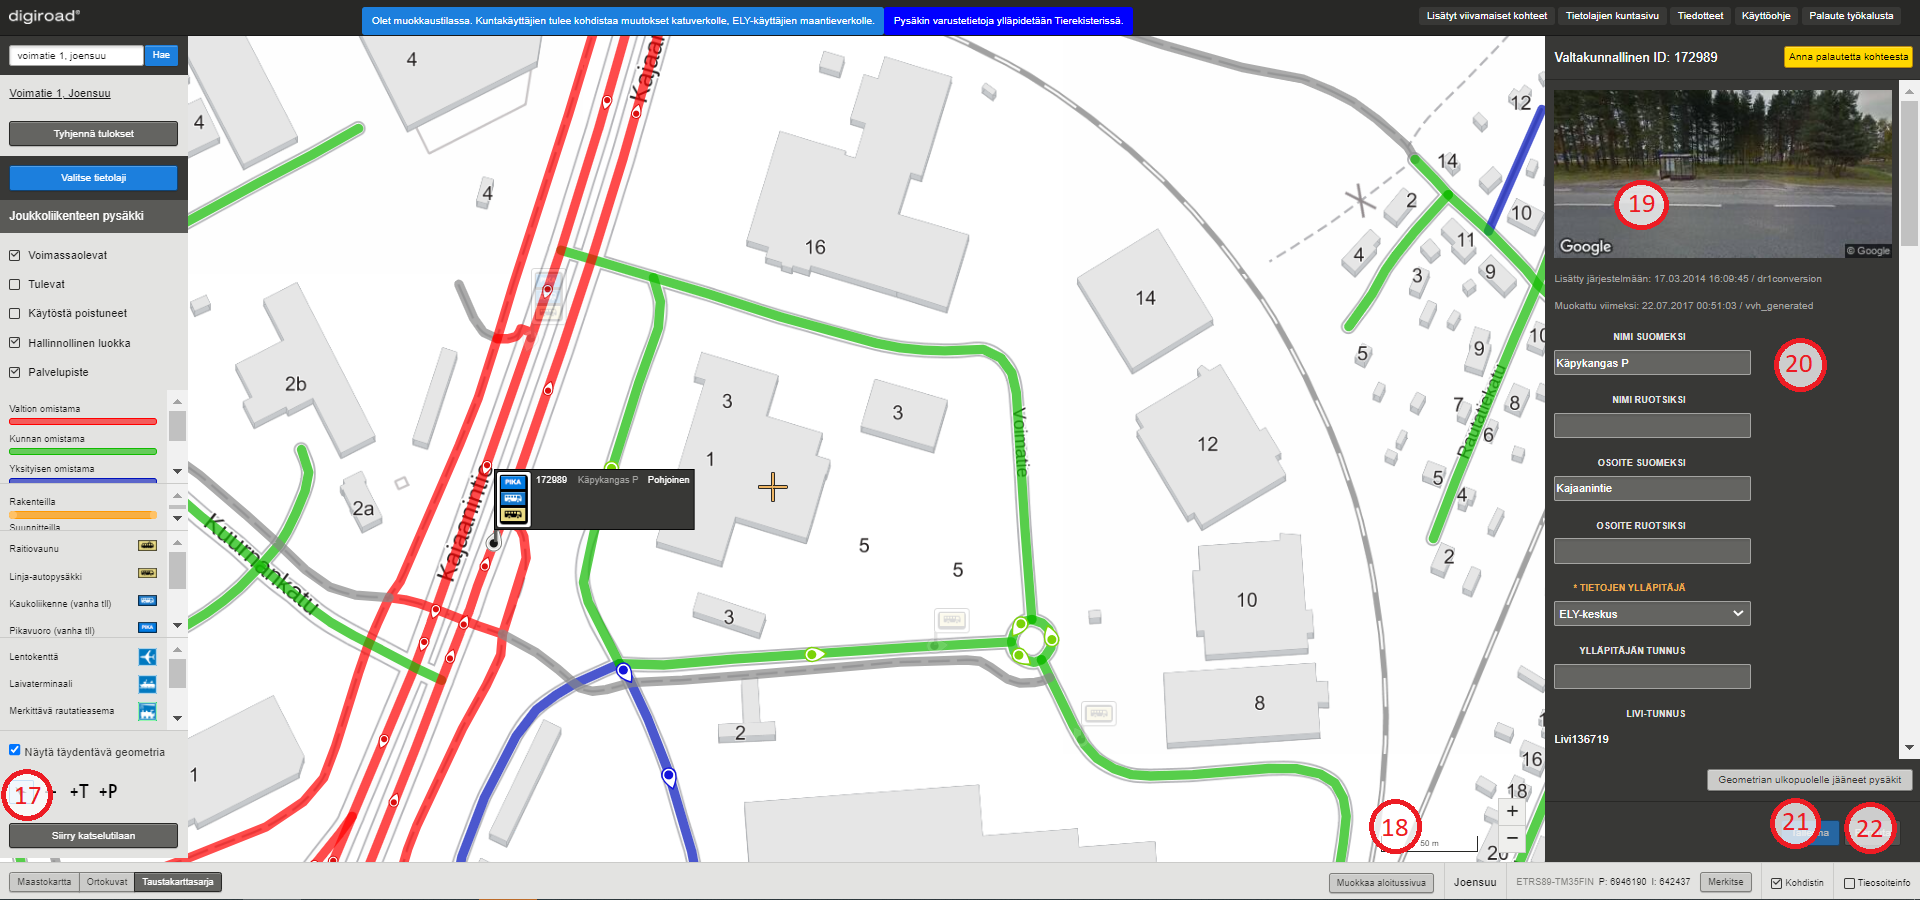 digiroad
Olet muokkaustilassa. Kuntakäyttäjien tulee kohdistaa muutokset katuverkolle, ELY-käyttäjien maantieverkolle.
Pysäkin varustetietoja ylläpidetään Tierekisterissä.
Lisätyt viivamaiset kohteet
Tietolajien kuntasivu
Tiedotteet
Käyttöohje
Palaute työkalusta
voimatie 1, joensuu
Hae
Voimatie 1, Joensuu
Tyhjennä tulokset
Valitse tietolaji
Joukkoliikenteen pysäkki
Voimassaolevat
Tulevat
Käytöstä poistuneet
Hallinnollinen luokka
Palvelupiste
Valtion omistama
Kunnan omistama
Yksityisen omistama
Rakenteilla
Suunnitteilla
Raitiovaunu
Linja-autopysäkki
Kaukoliikenne (vanha tll)
Pikavuoro (vanha tll)
PIKA
Lentokenttä
Laivaterminaali
Merkittävä rautatieasema
Näytä täydentävä geometria
17
+T +P
Siirry katselutilaan
4
4
4
16
14
14
12
2
10
11
4
3
9
10
5
9
7
8
6
5
4
2
2b
2a
3
3
1
12
5
5
3
10
8
2
1
16
18
20
Kajaanintie
Kuurnankatu
Voimatie
Rautatiekatu
PIKA
172989 Käpykangas P Pohjoinen
18
50 m
+
−
Valtakunnallinen ID: 172989
Anna palautetta kohteesta
19
Google
© Google
Lisätty järjestelmään: 17.03.2014 16:09:45 / dr1conversion
Muokattu viimeksi: 22.07.2017 00:51:03 / vvh_generated
NIMI SUOMEKSI
Käpykangas P
20
NIMI RUOTSIKSI
OSOITE SUOMEKSI
Kajaanintie
OSOITE RUOTSIKSI
* TIETOJEN YLLÄPITÄJÄ
ELY-keskus
YLLÄPITÄJÄN TUNNUS
LIVI-TUNNUS
Livi136719
Geometrian ulkopuolelle jääneet pysäkit
21
22
Maastokartta
Ortokuvat
Taustakarttasarja
Muokkaa aloitussivua
Joensuu
ETRS89-TM35FIN P: 6946190 I: 642437
Merkitse
Kohdistin
Tieosoiteinfo